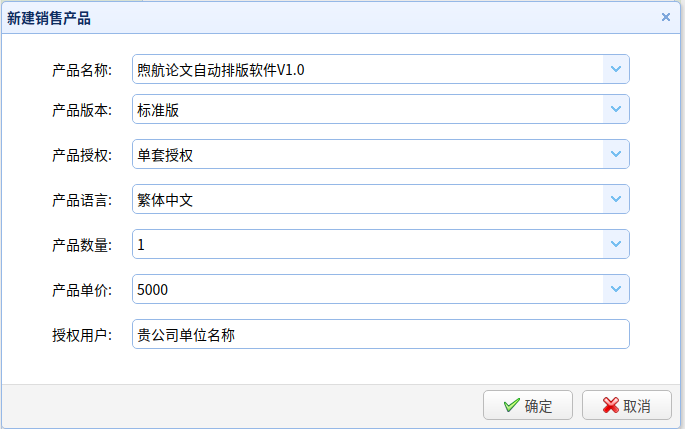 新建销售产品
产品名称: 煦航论文自动排版软件V1.0
产品版本: 标准版
产品授权: 单套授权
产品语言: 繁体中文
产品数量: 1
产品单价: 5000
授权用户: 贵公司单位名称
确定 取消